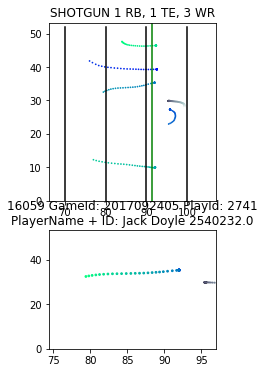 SHOTGUN 1 RB, 1 TE, 3 WR
50
40
30
20
10
0
70 80 90 100
16059 GameId: 2017092405 PlayId: 2741
PlayerName + ID: Jack Doyle 2540232.0
40
20
0
75 80 85 90 95